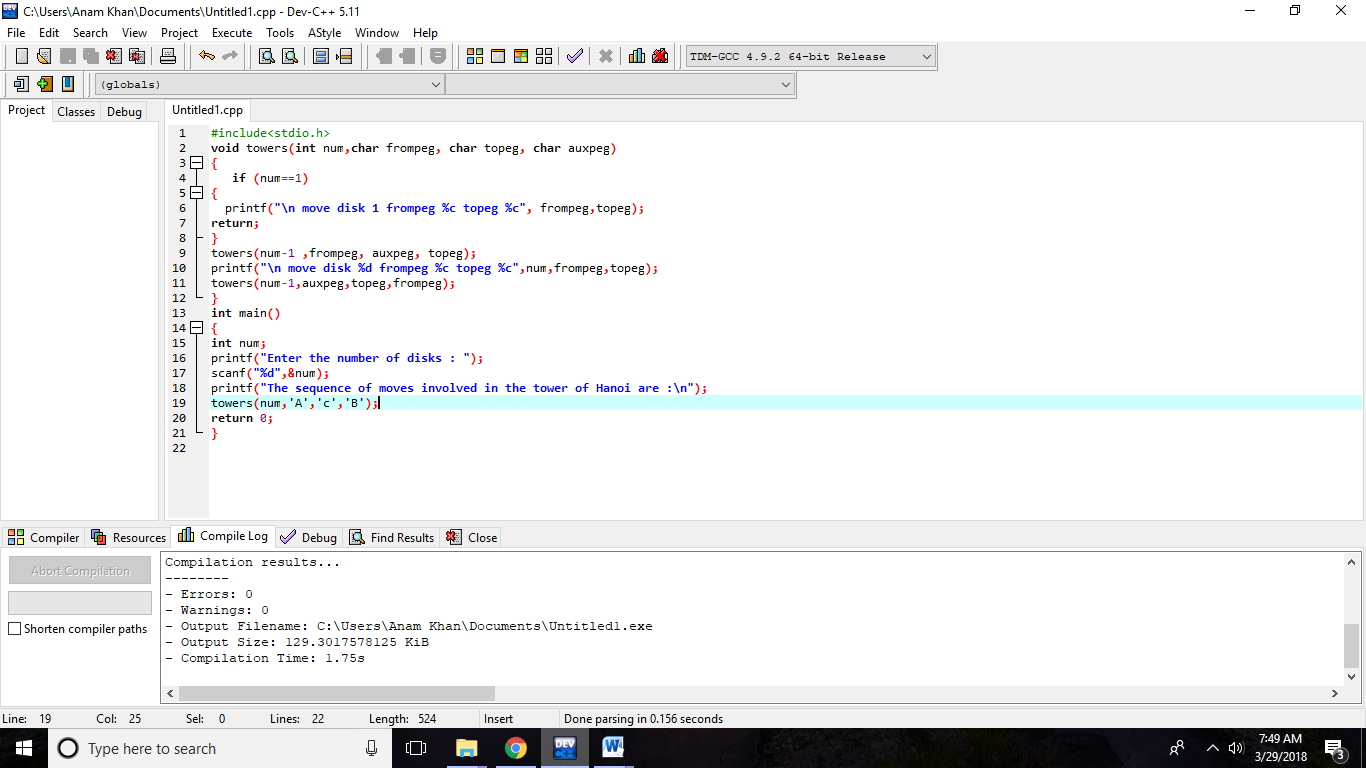 C:\Users\Anam Khan\Documents\Untitled1.cpp - Dev-C++ 5.11
File Edit Search View Project Execute Tools AStyle Window Help
TDM-GCC 4.9.2 64-bit Release
(globals)
Project Classes Debug
Untitled1.cpp
1 #include<stdio.h>
2 void towers(int num,char frompeg, char topeg, char auxpeg)
3 {
4 if (num==1)
5 {
6 printf("\n move disk 1 frompeg %c topeg %c", frompeg,topeg);
7 return;
8 }
9 towers(num-1 ,frompeg, auxpeg, topeg);
10 printf("\n move disk %d frompeg %c topeg %c",num,frompeg,topeg);
11 towers(num-1,auxpeg,topeg,frompeg);
12 }
13 int main()
14 {
15 int num;
16 printf("Enter the number of disks : ");
17 scanf("%d",&num);
18 printf("The sequence of moves involved in the tower of Hanoi are :\n");
19 towers(num,'A','c','B');
20 return 0;
21 }
22
Compiler Resources Compile Log Debug Find Results Close
Abort Compilation
Shorten compiler paths
Compilation results...
--------
- Errors: 0
- Warnings: 0
- Output Filename: C:\Users\Anam Khan\Documents\Untitled1.exe
- Output Size: 129.3017578125 KiB
- Compilation Time: 1.75s
Line: 19 Col: 25 Sel: 0 Lines: 22 Length: 524 Insert Done parsing in 0.156 seconds
Type here to search
DEV
7:49 AM
3/29/2018
3